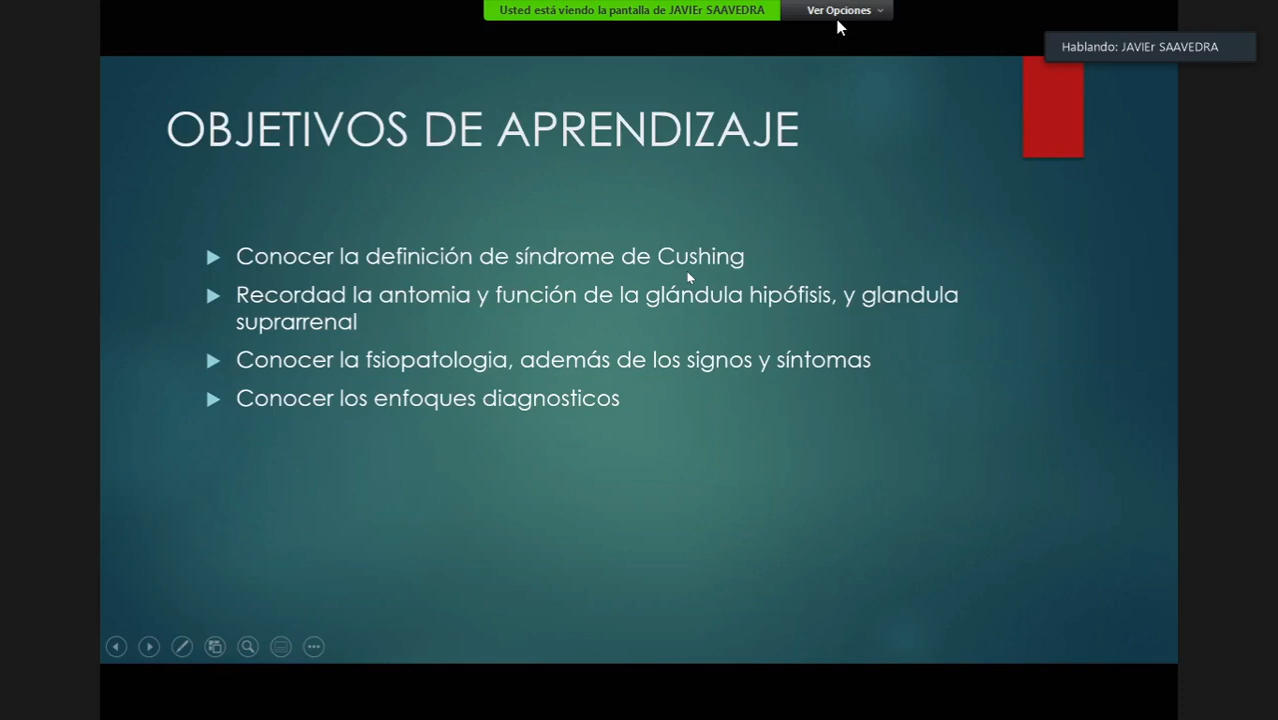 Usted está viendo la pantalla de JAVIEr SAAVEDRA
Ver Opciones
Hablando: JAVIEr SAAVEDRA
OBJETIVOS DE APRENDIZAJE
Conocer la definición de síndrome de Cushing
Recordad la antomia y función de la glándula hipófisis, y glandula
suprarrenal
Conocer la fsiopatologia, además de los signos y síntomas
Conocer los enfoques diagnosticos